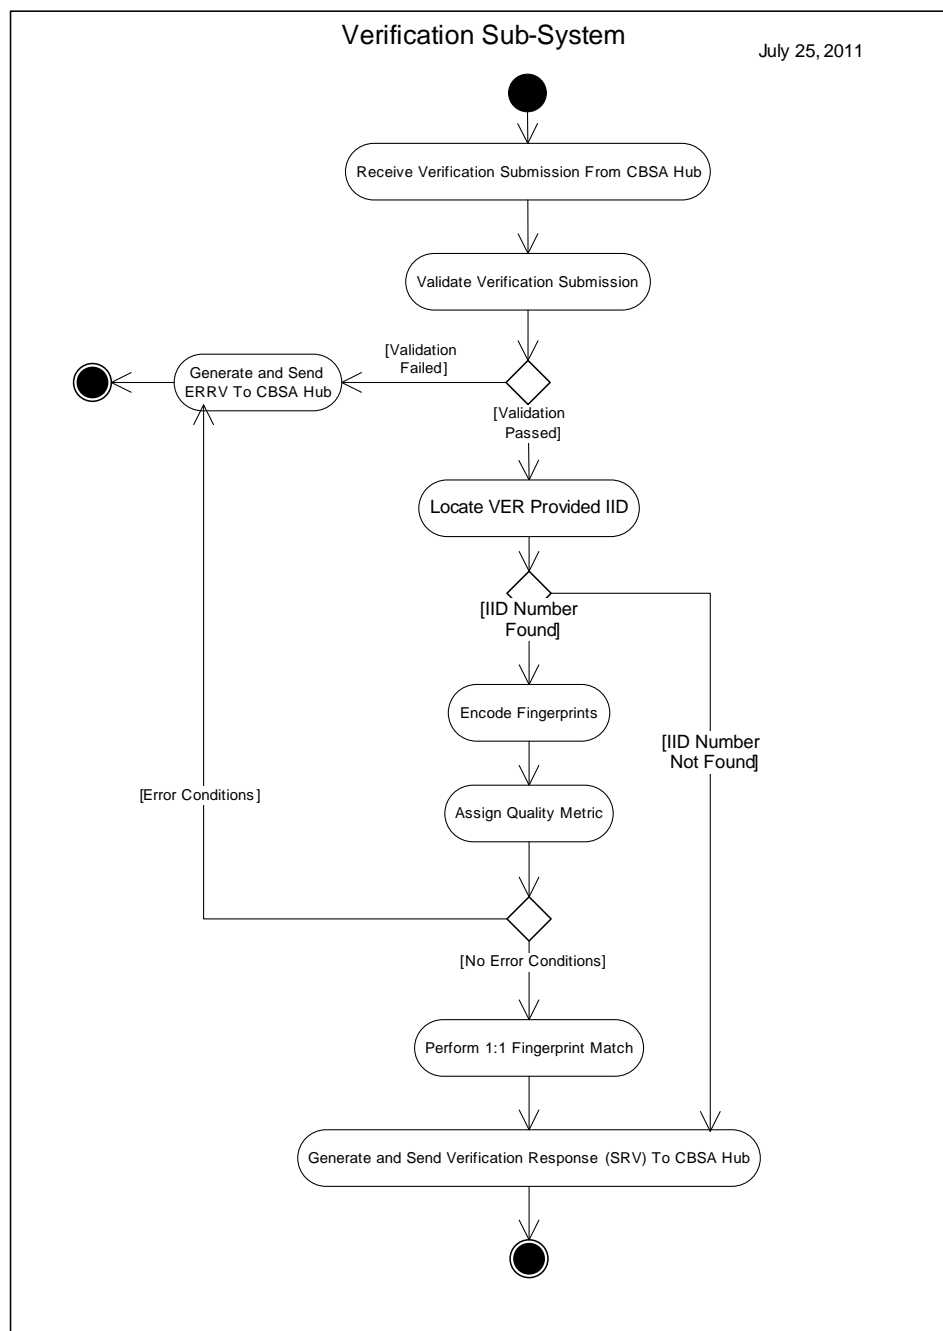 Verification Sub-System
July 25, 2011
Receive Verification Submission From CBSA Hub
Validate Verification Submission
[Validation
Failed]
Generate and Send
ERRV To CBSA Hub
[Validation
Passed]
Locate VER Provided IID
[IID Number
Found]
Encode Fingerprints
[IID Number
Not Found]
[Error Conditions]
Assign Quality Metric
[No Error Conditions]
Perform 1:1 Fingerprint Match
Generate and Send Verification Response (SRV) To CBSA Hub